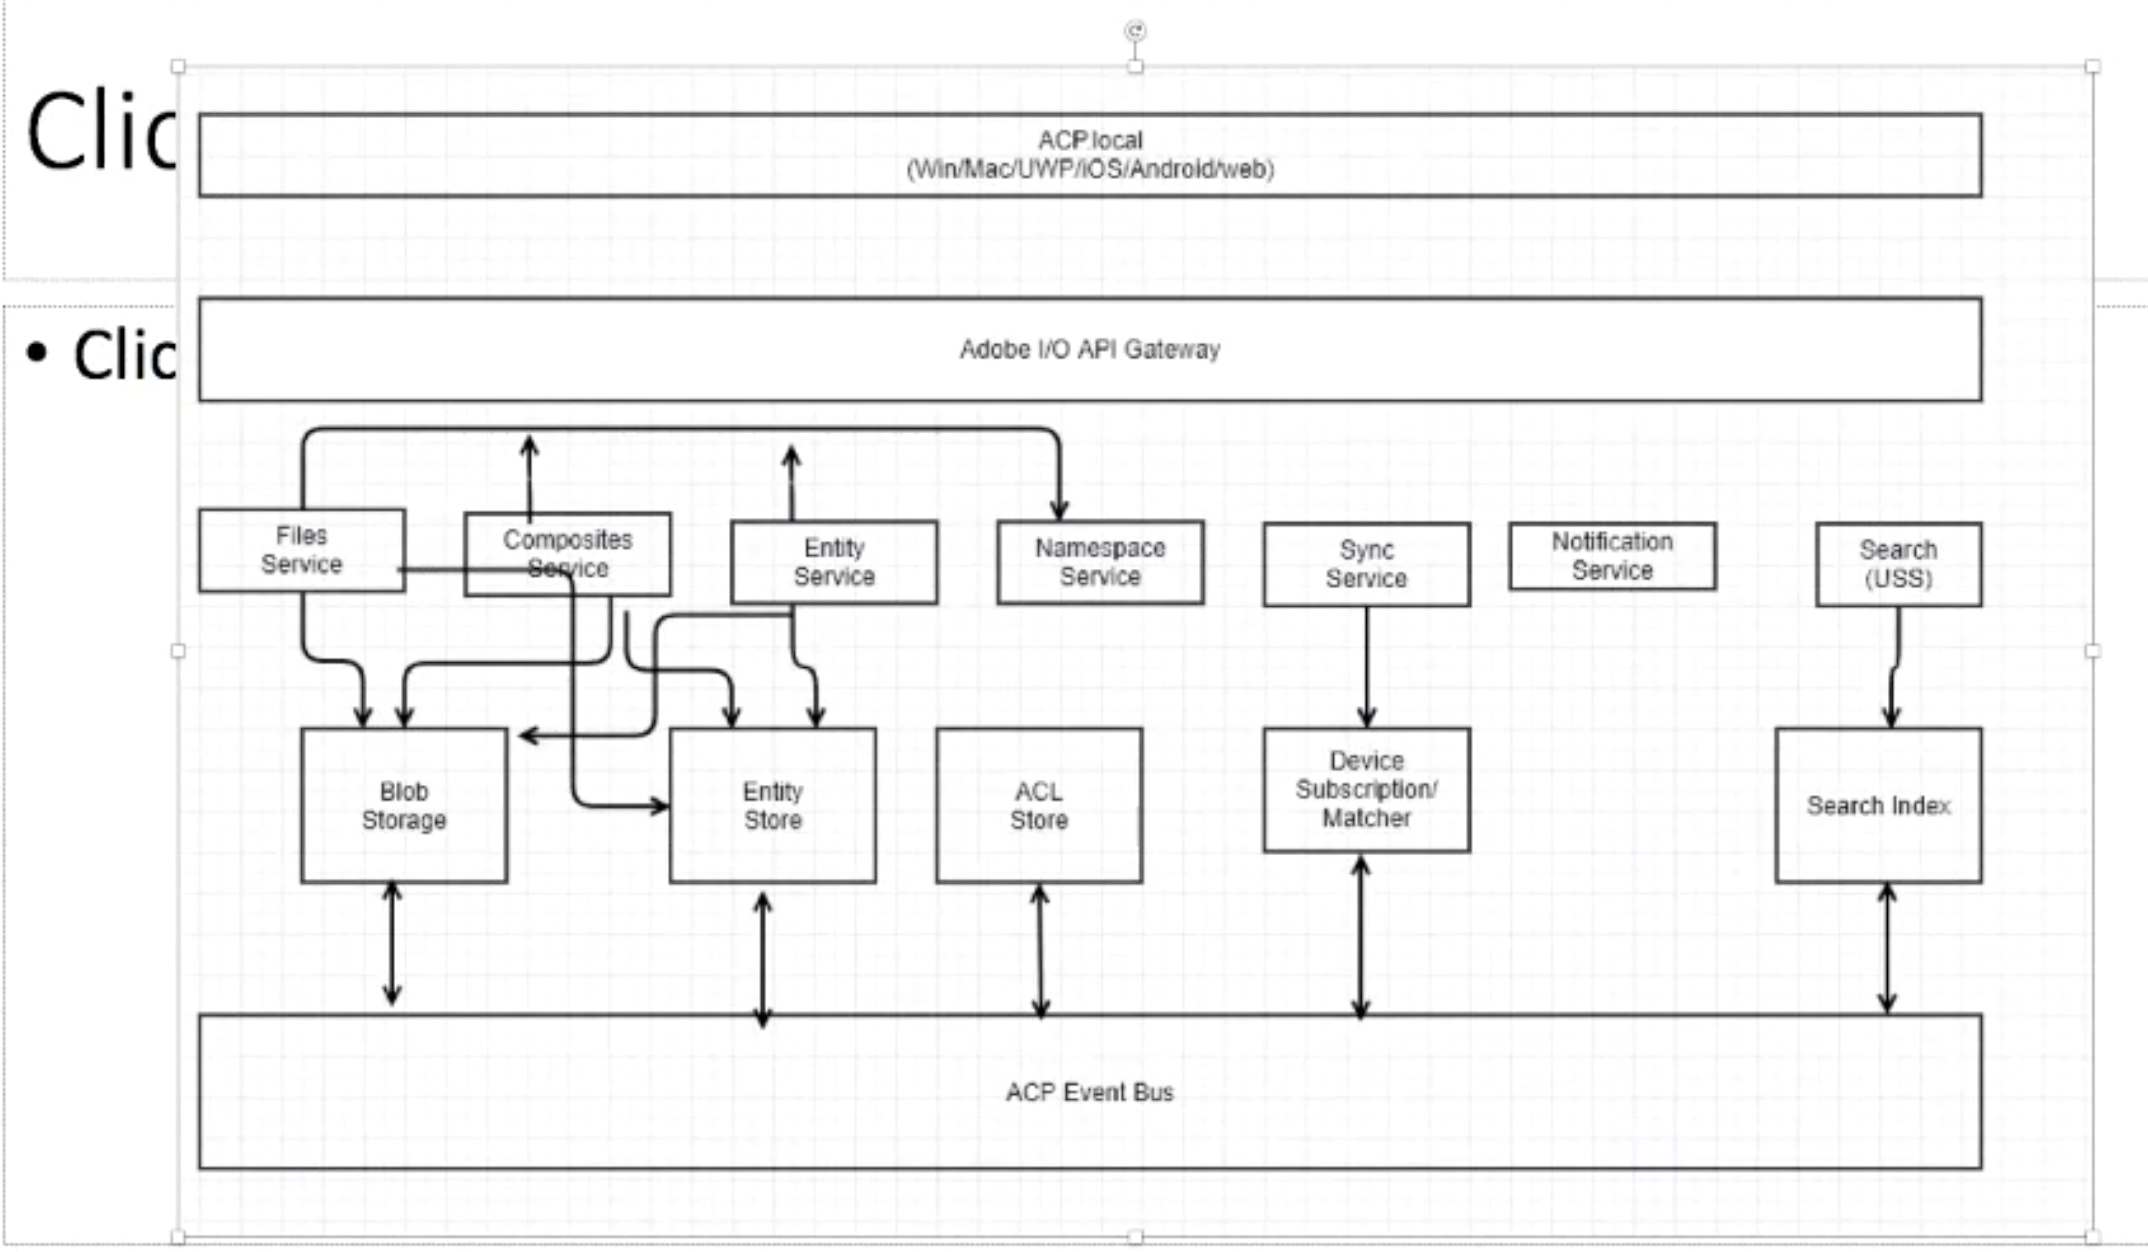 Clic
ACP.local
(Win/Mac/UWP/iOS/Android/web)
• Clic
Adobe I/O API Gateway
Files
Service
Composites
Service
Entity
Service
Namespace
Service
Sync
Service
Notification
Service
Search
(USS)
Blob
Storage
Entity
Store
ACL
Store
Device
Subscription/
Matcher
Search Index
ACP Event Bus